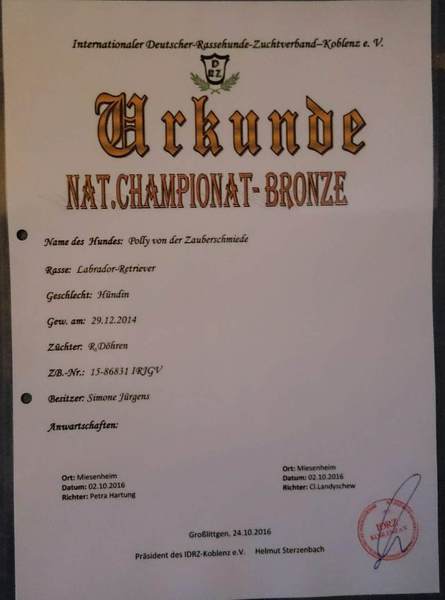 Internationaler Deutscher-Rassehunde-Zuchtverband–Koblenz e. V.
D
RZ
Urkunde
NAT.CHAMPIONAT- BRONZE
Name des Hundes: Polly von der Zauberschmiede
Rasse: Labrador-Retriever
Geschlecht: Hündin
Gew. am: 29.12.2014
Züchter: R.Döhren
ZB.-Nr.: 15-86831 IRJGV
Besitzer: Simone Jürgens
Anwartschaften:
Ort: Miesenheim
Datum: 02.10.2016
Richter: Petra Hartung
Ort: Miesenheim
Datum: 02.10.2016
Richter: Cl.Landyschew
IDRZ
KOBLENZ e.V.
Großlittgen, 24.10.2016
Präsident des IDRZ-Koblenz e.V. Helmut Sterzenbach